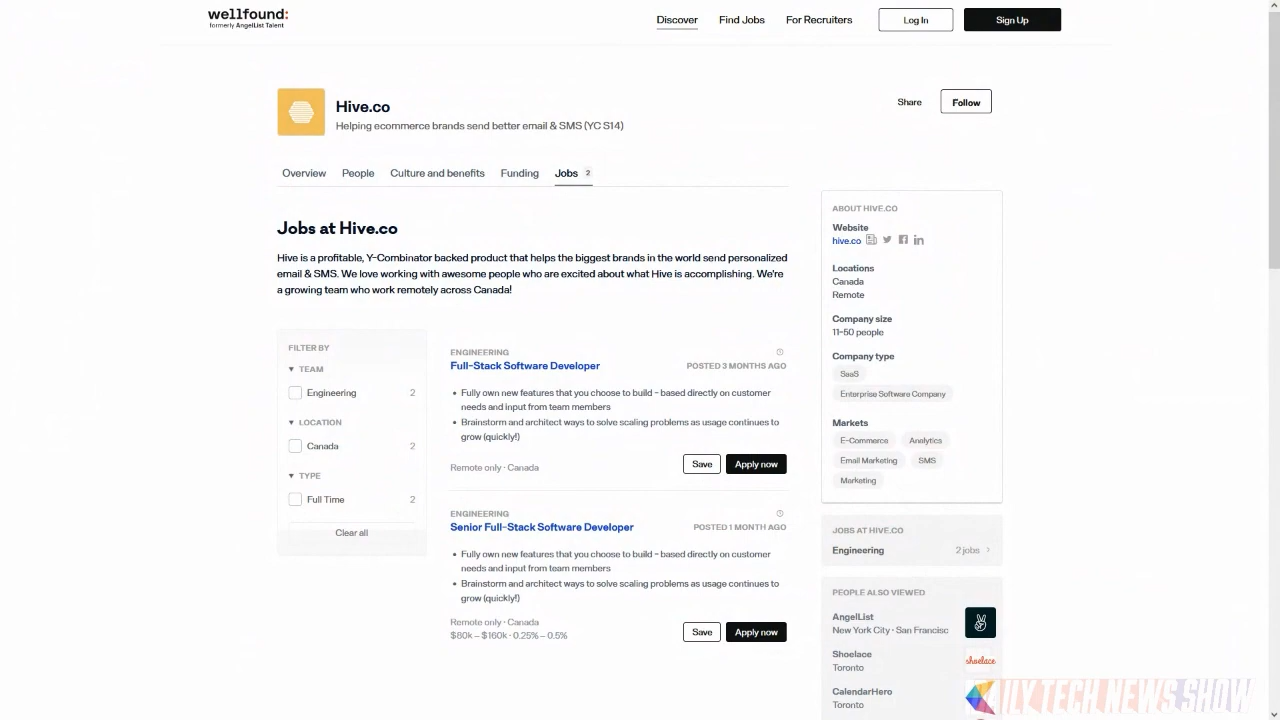 wellfound:
formerly AngelList Talent
Discover
Find Jobs
For Recruiters
Log In
Sign Up
Hive.co
Helping ecommerce brands send better email & SMS (YC S14)
Share
Follow
Overview
People
Culture and benefits
Funding
Jobs 2
Jobs at Hive.co
Hive is a profitable, Y-Combinator backed product that helps the biggest brands in the world send personalized
email & SMS. We love working with awesome people who are excited about what Hive is accomplishing. We're
a growing team who work remotely across Canada!
FILTER BY
TEAM
Engineering 2
LOCATION
Canada 2
TYPE
Full Time 2
Clear all
ENGINEERING
Full-Stack Software Developer
POSTED 3 MONTHS AGO
• Fully own new features that you choose to build - based directly on customer
needs and input from team members
• Brainstorm and architect ways to solve scaling problems as usage continues to
grow (quickly!)
Remote only · Canada
Save
Apply now
ENGINEERING
Senior Full-Stack Software Developer
POSTED 1 MONTH AGO
• Fully own new features that you choose to build - based directly on customer
needs and input from team members
• Brainstorm and architect ways to solve scaling problems as usage continues to
grow (quickly!)
Remote only · Canada
$80k – $160k · 0.25% – 0.5%
Save
Apply now
ABOUT HIVE.CO
Website
hive.co
Locations
Canada
Remote
Company size
11-50 people
Company type
SaaS
Enterprise Software Company
Markets
E-Commerce
Analytics
Email Marketing
SMS
Marketing
JOBS AT HIVE.CO
Engineering
2 jobs
PEOPLE ALSO VIEWED
AngelList
New York City · San Francisc
Shoelace
Toronto
shoelace
CalendarHero
Toronto
AILY TECH NEWS SHOW